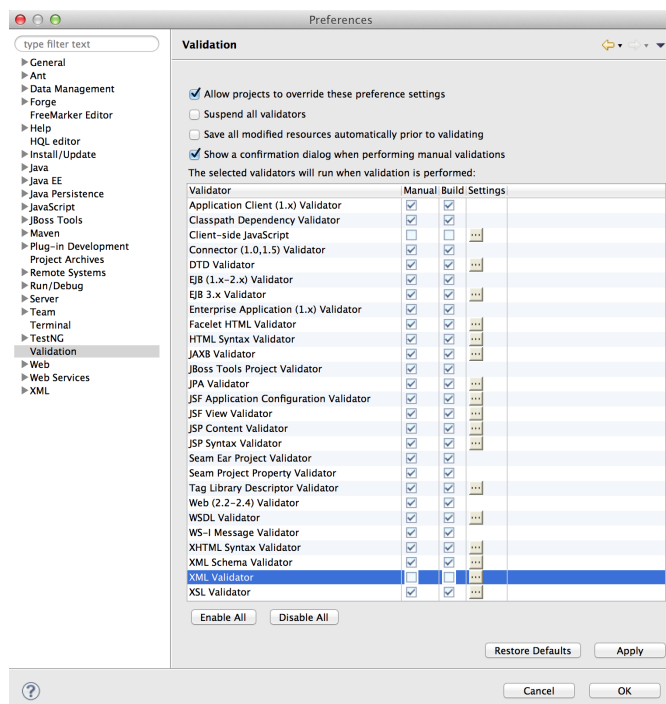 Preferences
type filter text
General
Ant
Data Management
Forge
FreeMarker Editor
Help
HQL editor
Install/Update
Java
Java EE
Java Persistence
JavaScript
JBoss Tools
Maven
Plug-in Development
Project Archives
Remote Systems
Run/Debug
Server
Team
Terminal
TestNG
Validation
Web
Web Services
XML
Validation
Allow projects to override these preference settings
Suspend all validators
Save all modified resources automatically prior to validating
Show a confirmation dialog when performing manual validations
The selected validators will run when validation is performed:
Validator Manual Build Settings
Application Client (1.x) Validator
Classpath Dependency Validator
Client-side JavaScript ...
Connector (1.0,1.5) Validator
DTD Validator ...
EJB (1.x-2.x) Validator
EJB 3.x Validator ...
Enterprise Application (1.x) Validator
Facelet HTML Validator ...
HTML Syntax Validator ...
JAXB Validator ...
JBoss Tools Project Validator
JPA Validator ...
JSF Application Configuration Validator ...
JSF View Validator ...
JSP Content Validator ...
JSP Syntax Validator ...
Seam Ear Project Validator
Seam Project Property Validator
Tag Library Descriptor Validator ...
Web (2.2-2.4) Validator
WSDL Validator ...
WS-I Message Validator
XHTML Syntax Validator ...
XML Schema Validator ...
XML Validator ...
XSL Validator ...
Enable All Disable All
Restore Defaults Apply
? Cancel OK